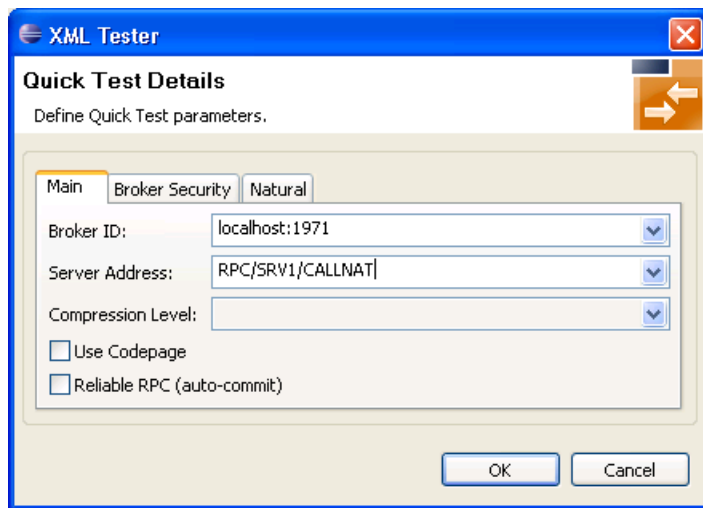 XML Tester
Quick Test Details
Define Quick Test parameters.
Main Broker Security Natural
Broker ID: localhost:1971
Server Address: RPC/SRV1/CALLNAT
Compression Level:
Use Codepage
Reliable RPC (auto-commit)
OK Cancel